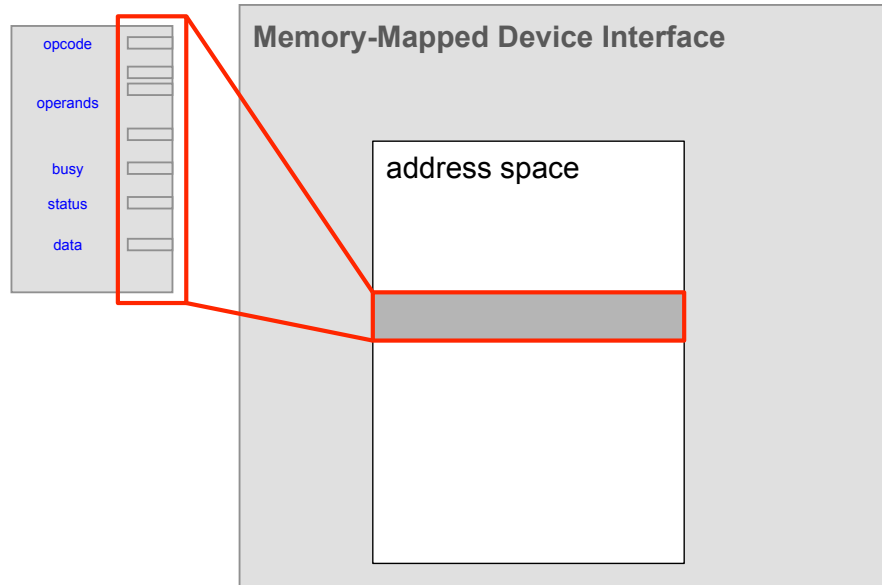 opcode
operands
busy
status
data
Memory-Mapped Device Interface
address space